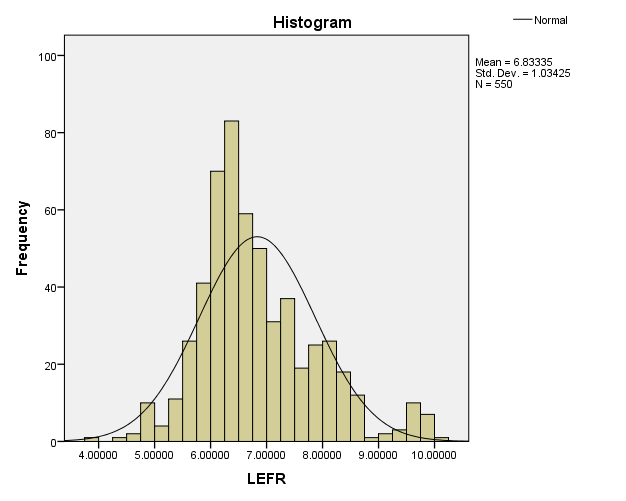 Histogram
Normal
Mean = 6.83335
Std. Dev. = 1.03425
N = 550
Frequency
100
80
60
40
20
0
4.00000 5.00000 6.00000 7.00000 8.00000 9.00000 10.00000
LEFR